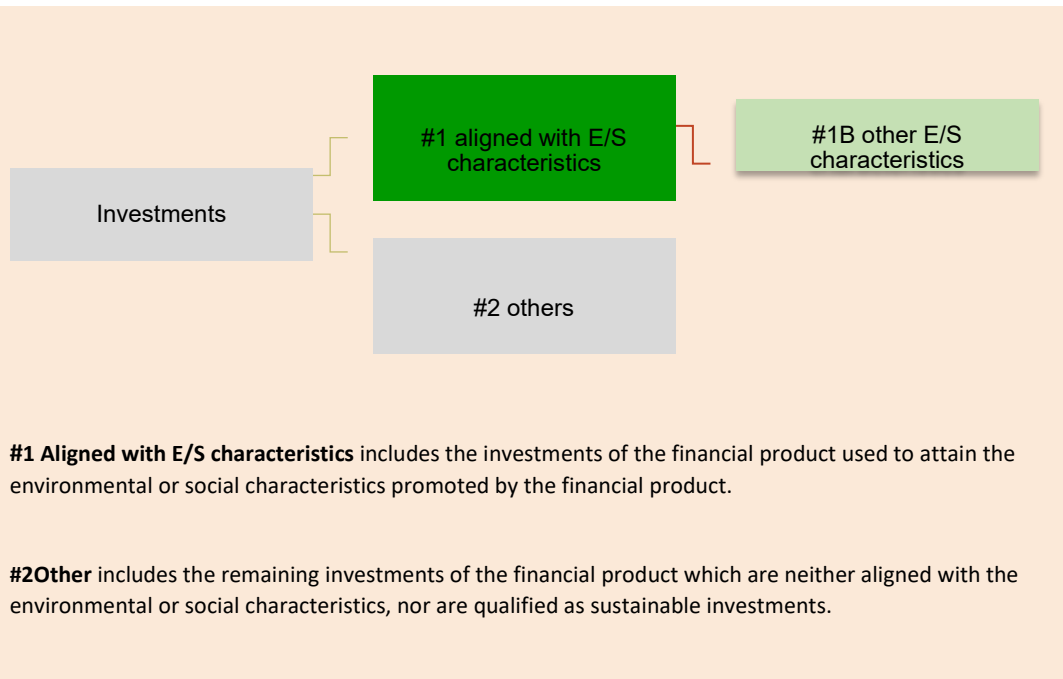 #1 aligned with E/S
characteristics
#1B other E/S
characteristics
Investments
#2 others
#1 Aligned with E/S characteristics includes the investments of the financial product used to attain the
environmental or social characteristics promoted by the financial product.
#2Other includes the remaining investments of the financial product which are neither aligned with the
environmental or social characteristics, nor are qualified as sustainable investments.